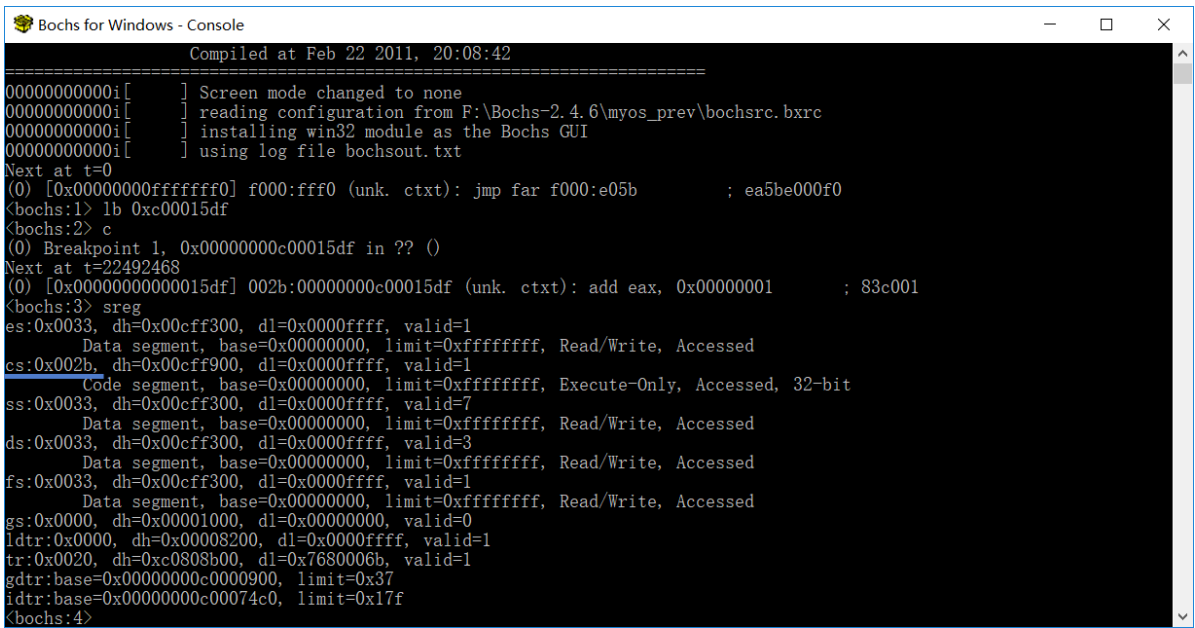 Bochs for Windows - Console
Compiled at Feb 22 2011, 20:08:42
========================================================================
00000000000i[     ] Screen mode changed to none
00000000000i[     ] reading configuration from F:\Bochs-2.4.6\myos_prev\bochsrc.bxrc
00000000000i[     ] installing win32 module as the Bochs GUI
00000000000i[     ] using log file bochsout.txt
Next at t=0
(0) [0x00000000fffffff0] f000:fff0 (unk. ctxt): jmp far f000:e05b         ; ea5be000f0
<bochs:1> lb 0xc00015df
<bochs:2> c
(0) Breakpoint 1, 0x00000000c00015df in ?? ()
Next at t=22492468
(0) [0x00000000000015df] 002b:00000000c00015df (unk. ctxt): add eax, 0x00000001       ; 83c001
<bochs:3> sreg
es:0x0033, dh=0x00cff300, dl=0x0000ffff, valid=1
Data segment, base=0x00000000, limit=0xffffffff, Read/Write, Accessed
cs:0x002b, dh=0x00cff900, dl=0x0000ffff, valid=1
Code segment, base=0x00000000, limit=0xffffffff, Execute-Only, Accessed, 32-bit
ss:0x0033, dh=0x00cff300, dl=0x0000ffff, valid=7
Data segment, base=0x00000000, limit=0xffffffff, Read/Write, Accessed
ds:0x0033, dh=0x00cff300, dl=0x0000ffff, valid=3
Data segment, base=0x00000000, limit=0xffffffff, Read/Write, Accessed
fs:0x0033, dh=0x00cff300, dl=0x0000ffff, valid=1
Data segment, base=0x00000000, limit=0xffffffff, Read/Write, Accessed
gs:0x0000, dh=0x00001000, dl=0x00000000, valid=0
ldtr:0x0000, dh=0x00008200, dl=0x0000ffff, valid=1
tr:0x0020, dh=0xc0808b00, dl=0x7680006b, valid=1
gdtr:base=0x00000000c0000900, limit=0x37
idtr:base=0x00000000c00074c0, limit=0x17f
<bochs:4>